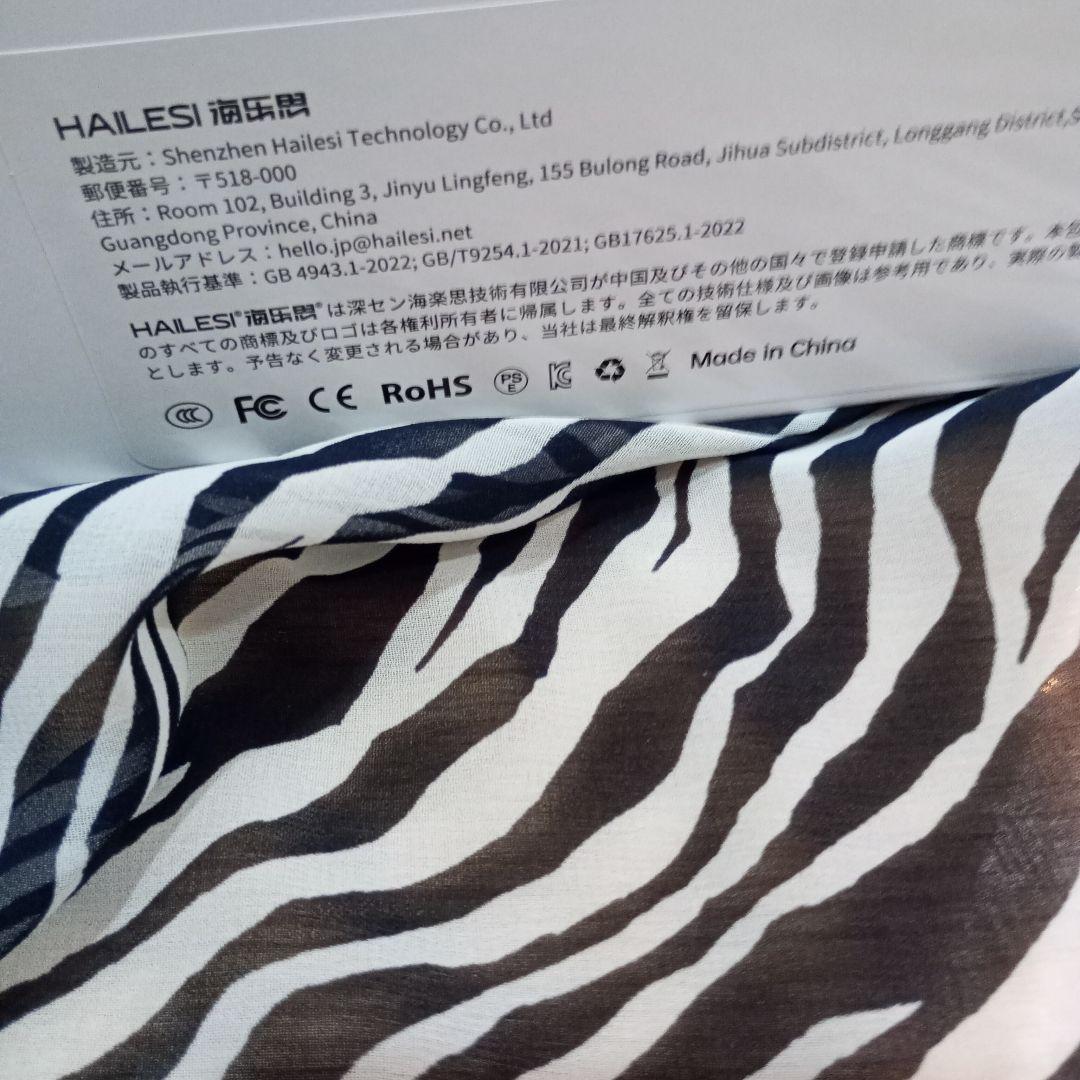 HAILESI 海乐思
製造元：Shenzhen Hailesi Technology Co., Ltd
郵便番号：〒518-000
住所：Room 102, Building 3, Jinyu Lingfeng, 155 Bulong Road, Jihua Subdistrict, Longgang District,
Guangdong Province, China
メールアドレス：hello.jp@hailesi.net
製品執行基準：GB 4943.1-2022; GB/T9254.1-2021; GB17625.1-2022
HAILESI®海乐思®は深セン海楽思技術有限公司が中国及びその他の国々で登録申請した商標です。
のすべての商標及びロゴは各権利所有者に帰属します。全ての技術仕様及び画像は参考用であり、実際の
とします。予告なく変更される場合があり、当社は最終解釈権を留保します。
CCC FC CE RoHS PSE KC Made in China